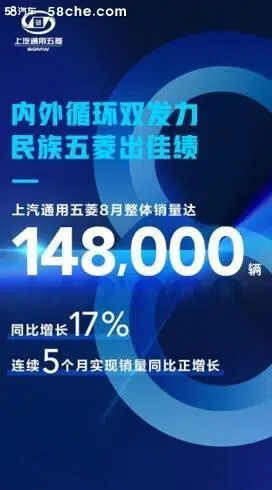 58汽车·58che.com
上汽通用五菱
SGMW
内外循环双发力
民族五菱出佳绩
上汽通用五菱8月整体销量达
148,000辆
同比增长17%
连续5个月实现销量同比正增长